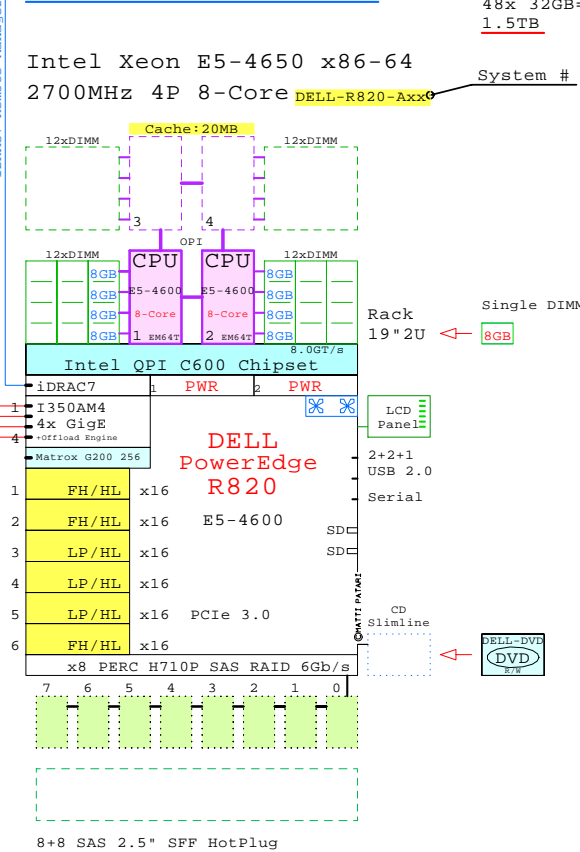 48x 32GB=
1.5TB
Intel Xeon E5-4650 x86-64
2700MHz 4P 8-Core DELL-R820-Axx
System #
Cache:20MB
12xDIMM 12xDIMM
3 4
QPI
12xDIMM CPU CPU 12xDIMM
8GB 8GB
E5-4600 E5-4600
8GB 8GB
8-Core 8-Core
8GB 8GB
1 EM64T 2 EM64T
8GB 8GB
Rack
19"2U
Single DIMM
8GB
8.0GT/s
Intel QPI C600 Chipset
iDRAC7 1 PWR 2 PWR
1 I350AM4
4x GigE
4 +Offload Engine
LCD
Panel
Matrox G200 256
DELL
PowerEdge
R820
2+2+1
USB 2.0
Serial
1 FH/HL x16
2 FH/HL x16 E5-4600
SD
3 LP/HL x16
SD
4 LP/HL x16
5 LP/HL x16 PCIe 3.0
6 FH/HL x16
©MATTI PATARI
CD
Slimline
DELL-DVD
DVD
R/W
x8 PERC H710P SAS RAID 6Gb/s
7 6 5 4 3 2 1 0
8+8 SAS 2.5" SFF HotPlug